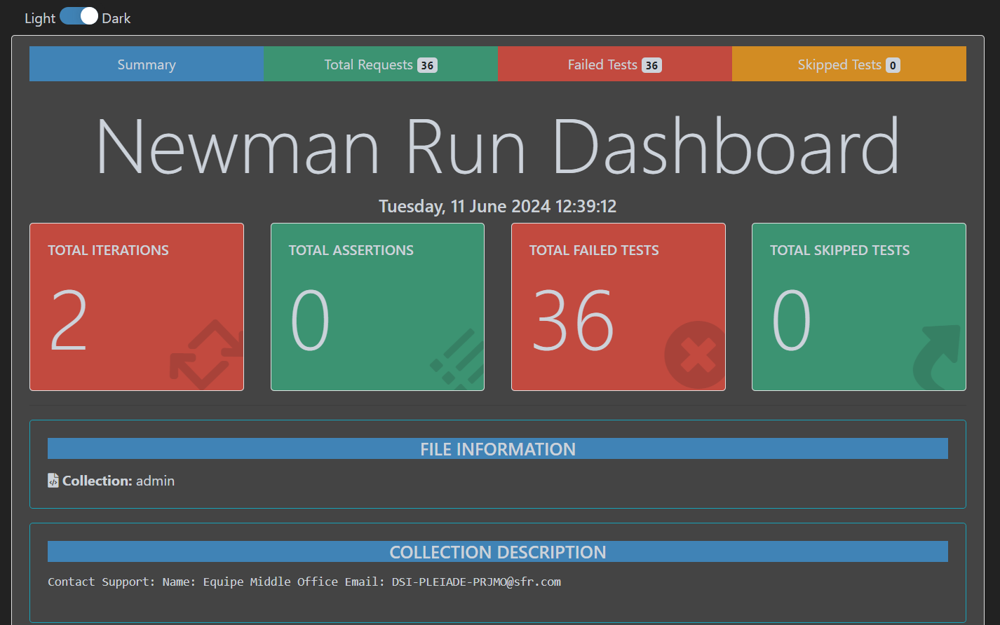 Light Dark
Summary
Total Requests 36
Failed Tests 36
Skipped Tests 0
Newman Run Dashboard
Tuesday, 11 June 2024 12:39:12
TOTAL ITERATIONS
2
TOTAL ASSERTIONS
0
TOTAL FAILED TESTS
36
TOTAL SKIPPED TESTS
0
FILE INFORMATION
Collection: admin
COLLECTION DESCRIPTION
Contact Support: Name: Equipe Middle Office Email: DSI-PLEIADE-PRJMO@sfr.com